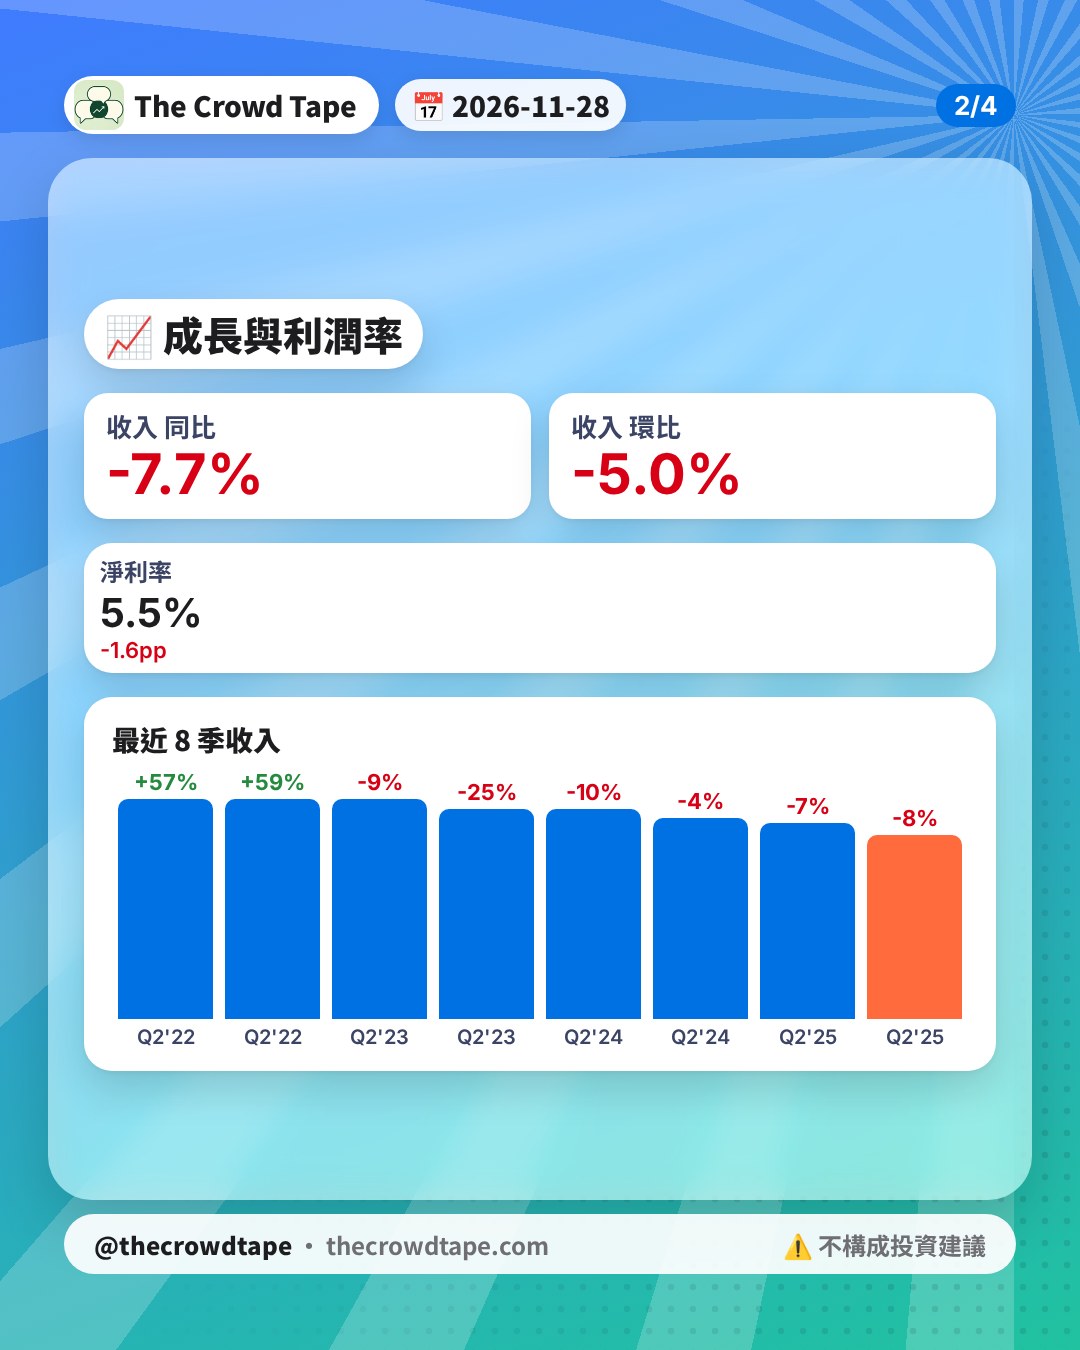 The Crowd Tape
2026-11-28
2/4
成長與利潤率
收入 同比
-7.7%
收入 環比
-5.0%
淨利率
5.5%
-1.6pp
最近 8 季收入
+57% +59% -9% -25% -10% -4% -7% -8%
Q2'22 Q2'22 Q2'23 Q2'23 Q2'24 Q2'24 Q2'25 Q2'25
@thecrowdtape • thecrowdtape.com
⚠️ 不構成投資建議